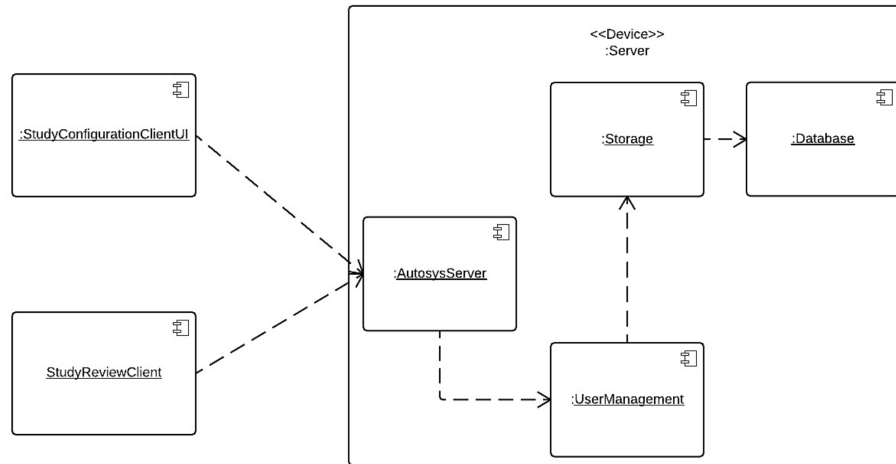 <<Device>>
:Server
:StudyConfigurationClientUI
:Storage
:Database
:AutosysServer
StudyReviewClient
:UserManagement